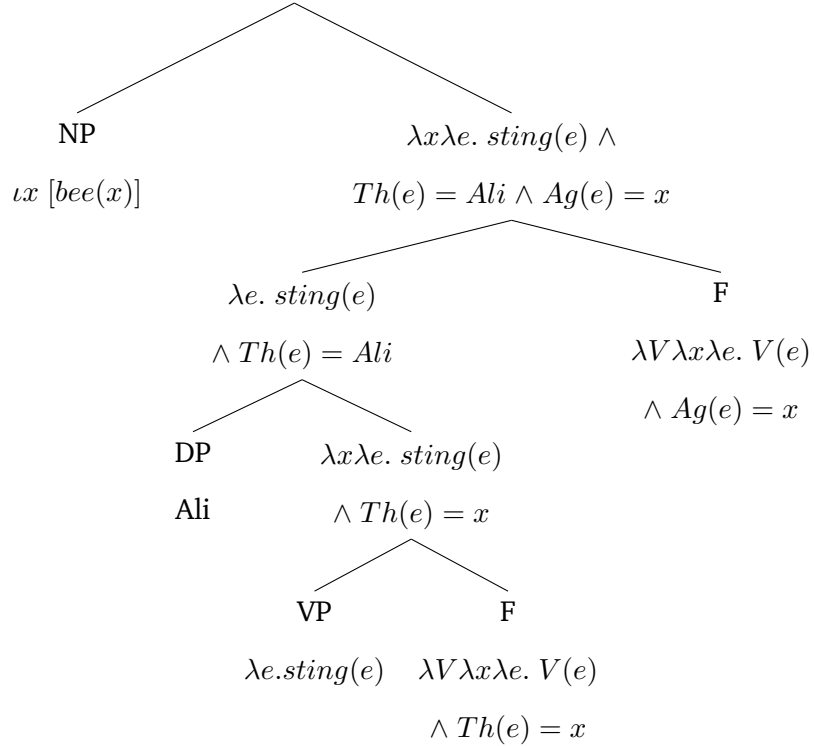 NP
ιx [bee(x)]
λxλe. sting(e) ∧
Th(e) = Ali ∧ Ag(e) = x
λe. sting(e)
∧ Th(e) = Ali
F
λVλxλe. V(e)
∧ Ag(e) = x
DP
Ali
λxλe. sting(e)
∧ Th(e) = x
VP
λe.sting(e)
F
λVλxλe. V(e)
∧ Th(e) = x